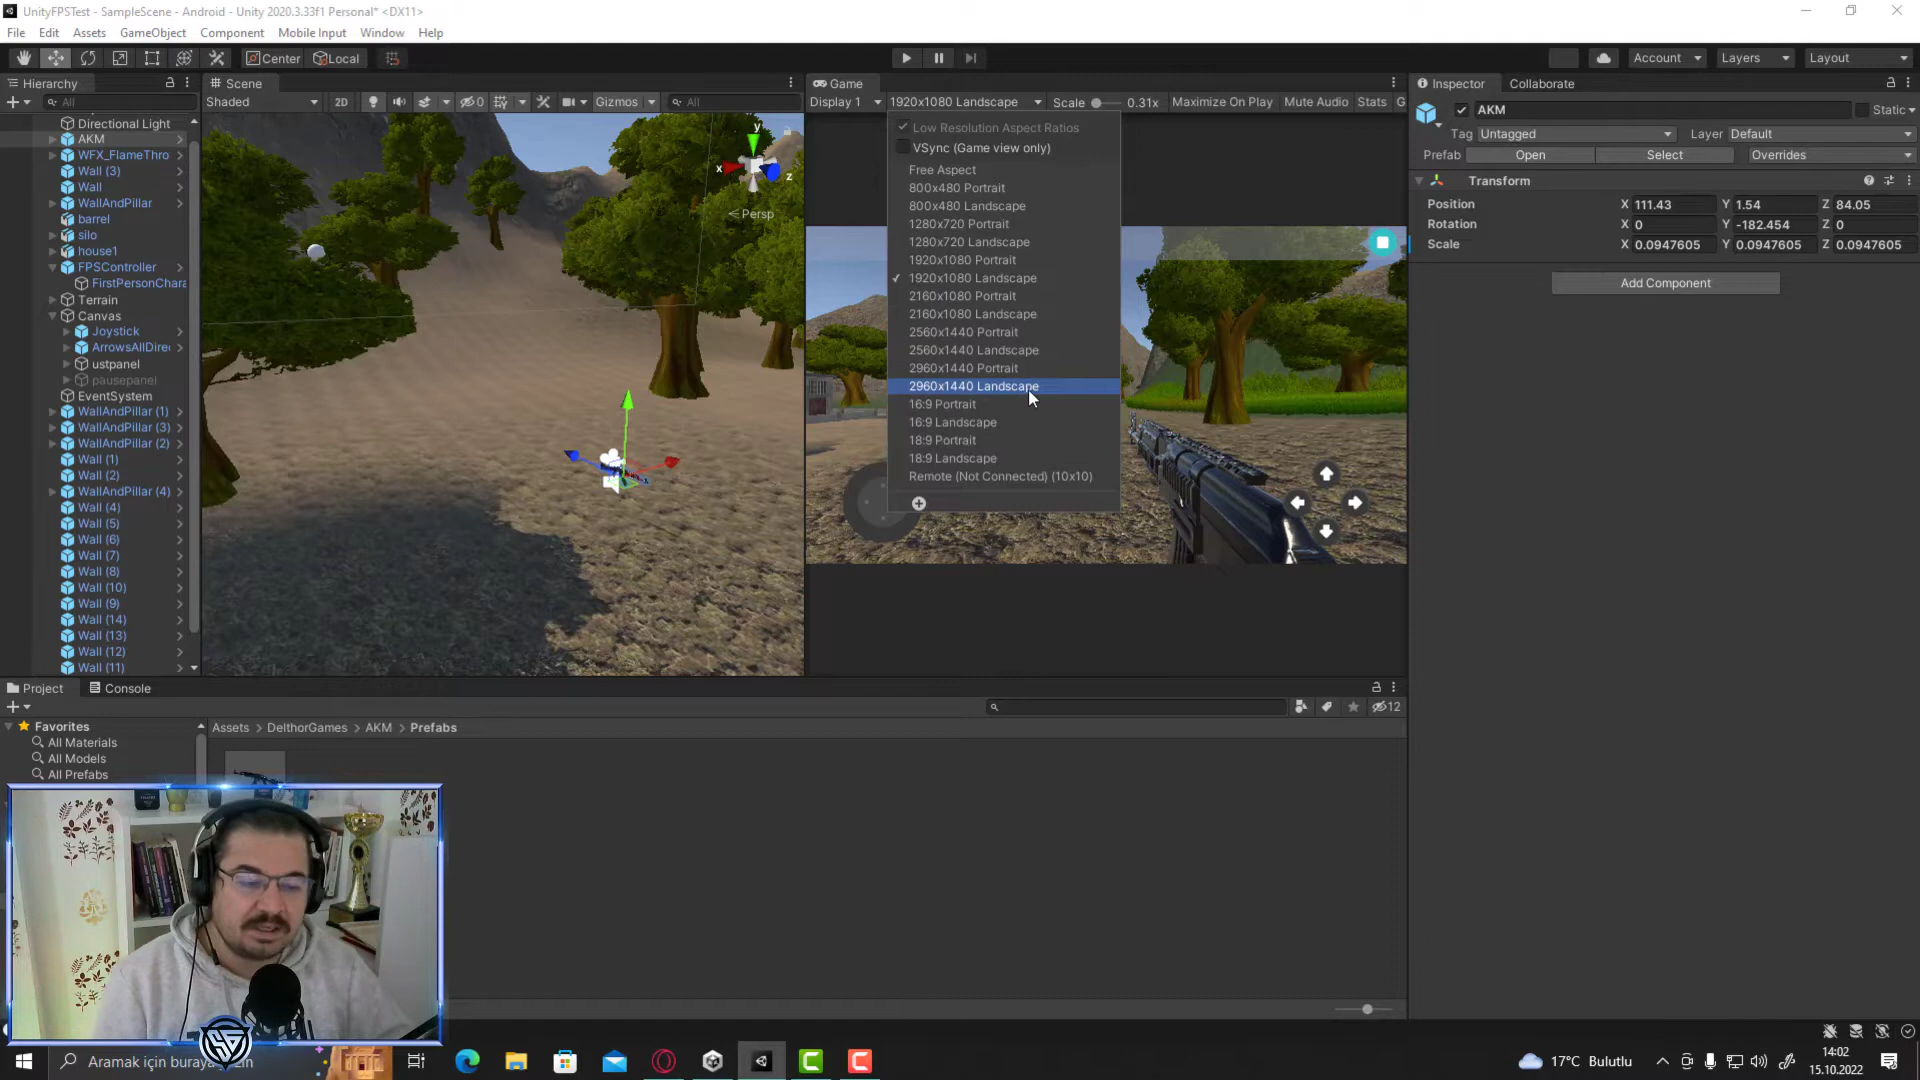 UnityFPSTest - SampleScene - Android - Unity 2020.3.33f1 Personal* <DX11>
File Edit Assets GameObject Component Mobile Input Window Help
Center Local
Account Layers Layout
Hierarchy
All
Directional Light
AKM
WFX_FlameThro
Wall (3)
Wall
WallAndPillar
barrel
silo
house1
FPSController
FirstPersonChara
Terrain
Canvas
Joystick
ArrowsAllDirec
ustpanel
pausepanel
EventSystem
WallAndPillar (1)
WallAndPillar (3)
WallAndPillar (2)
Wall (1)
Wall (2)
WallAndPillar (4)
Wall (4)
Wall (5)
Wall (6)
Wall (7)
Wall (8)
Wall (10)
Wall (9)
Wall (14)
Wall (13)
Wall (12)
Wall (11)
Scene
Shaded 2D 0 Gizmos All
y
x
z
< Persp
Game
Display 1 1920x1080 Landscape Scale 0.31x Maximize On Play Mute Audio Stats G
Low Resolution Aspect Ratios
VSync (Game view only)
Free Aspect
800x480 Portrait
800x480 Landscape
1280x720 Portrait
1280x720 Landscape
1920x1080 Portrait
1920x1080 Landscape
2160x1080 Portrait
2160x1080 Landscape
2560x1440 Portrait
2560x1440 Landscape
2960x1440 Portrait
2960x1440 Landscape
16:9 Portrait
16:9 Landscape
18:9 Portrait
18:9 Landscape
Remote (Not Connected) (10x10)
Inspector Collaborate
AKM Static
Tag Untagged Layer Default
Prefab Open Select Overrides
Transform
Position X 111.43 Y 1.54 Z 84.05
Rotation X 0 Y -182.454 Z 0
Scale X 0.0947605 Y 0.0947605 Z 0.0947605
Add Component
Project Console
12
Favorites
All Materials
All Models
All Prefabs
Assets > DelthorGames > AKM > Prefabs
Aramak için buraya
17°C Bulutlu
14:02
15.10.2022